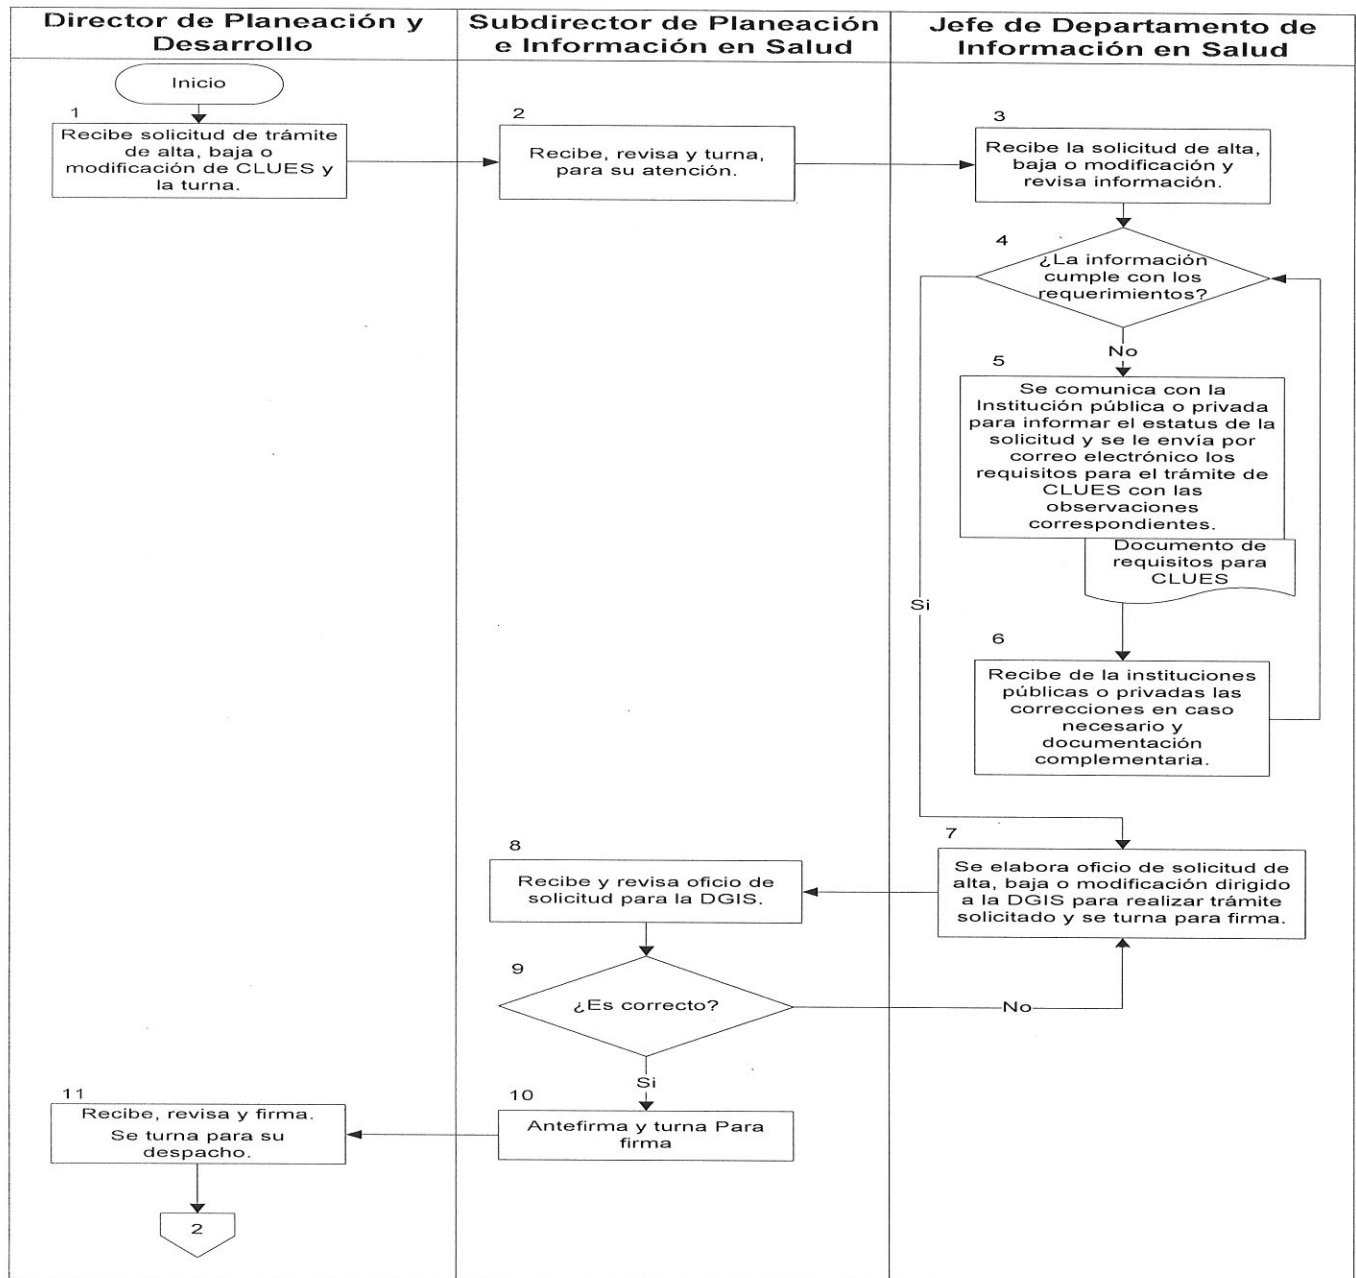 Director de Planeación y
Desarrollo
Subdirector de Planeación
e Información en Salud
Jefe de Departamento de
Información en Salud
Inicio
1
Recibe solicitud de trámite
de alta, baja o
modificación de CLUES y
la turna.
2
Recibe, revisa y turna,
para su atención.
3
Recibe la solicitud de alta,
baja o modificación y
revisa información.
4
¿La información
cumple con los
requerimientos?
No
5
Se comunica con la
Institución pública o privada
para informar el estatus de la
solicitud y se le envía por
correo electrónico los
requisitos para el trámite de
CLUES con las
observaciones
correspondientes.
Documento de
requisitos para
CLUES
Si
6
Recibe de la instituciones
públicas o privadas las
correcciones en caso
necesario y
documentación
complementaria.
7
Se elabora oficio de solicitud de
alta, baja o modificación dirigido
a la DGIS para realizar trámite
solicitado y se turna para firma.
8
Recibe y revisa oficio de
solicitud para la DGIS.
9
¿Es correcto?
No
Si
10
Antefirma y turna Para
firma
11
Recibe, revisa y firma.
Se turna para su
despacho.
2